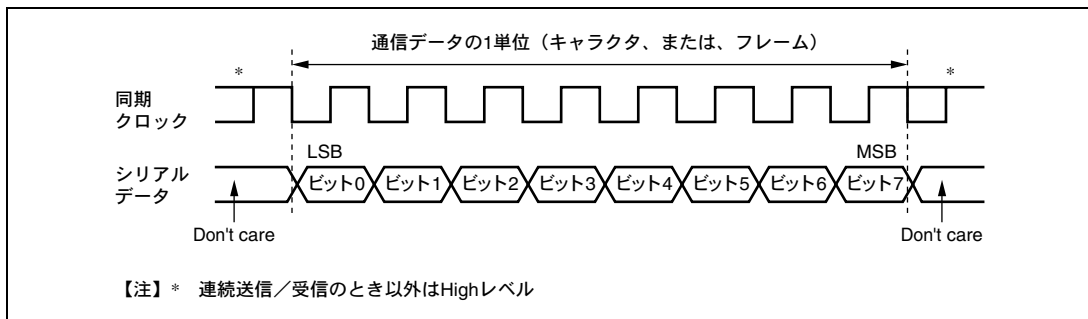 通信データの1単位（キャラクタ、または、フレーム）
* *
同期
クロック
LSB MSB
シリアル
データ
ビット0 ビット1 ビット2 ビット3 ビット4 ビット5 ビット6 ビット7
Don't care Don't care
【注】* 連続送信／受信のとき以外はHighレベル